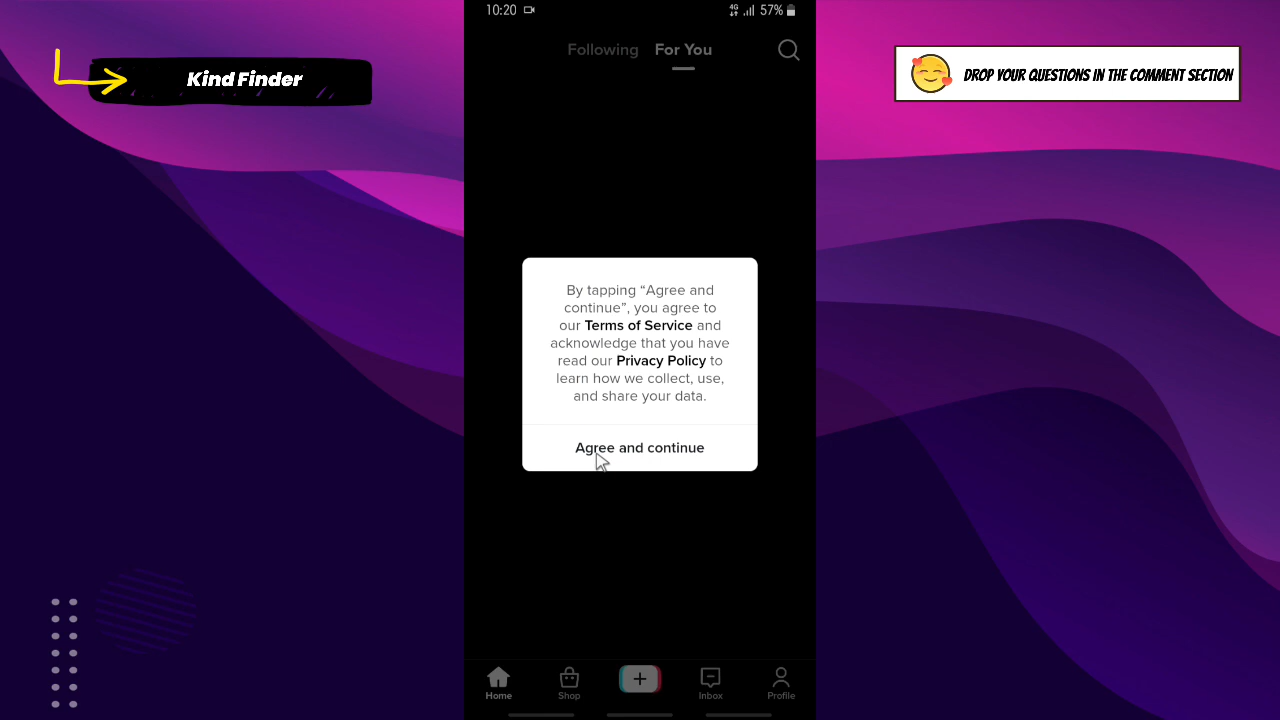 10:20 4G 57%
Following For You
Kind Finder
DROP YOUR QUESTIONS IN THE COMMENT SECTION
By tapping “Agree and
continue”, you agree to
our Terms of Service and
acknowledge that you have
read our Privacy Policy to
learn how we collect, use,
and share your data.
Agree and continue
Home Shop Inbox Profile